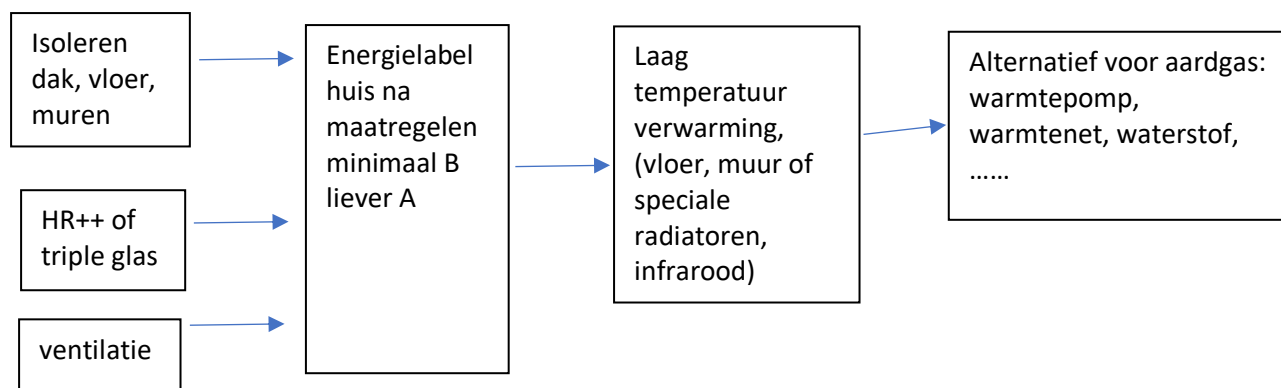 Isoleren
dak, vloer,
muren
HR++ of
triple glas
ventilatie
Energielabel
huis na
maatregelen
minimaal B
liever A
Laag
temperatuur
verwarming,
(vloer, muur of
speciale
radiatoren,
infrarood)
Alternatief voor aardgas:
warmtepomp,
warmtenet, waterstof,
……